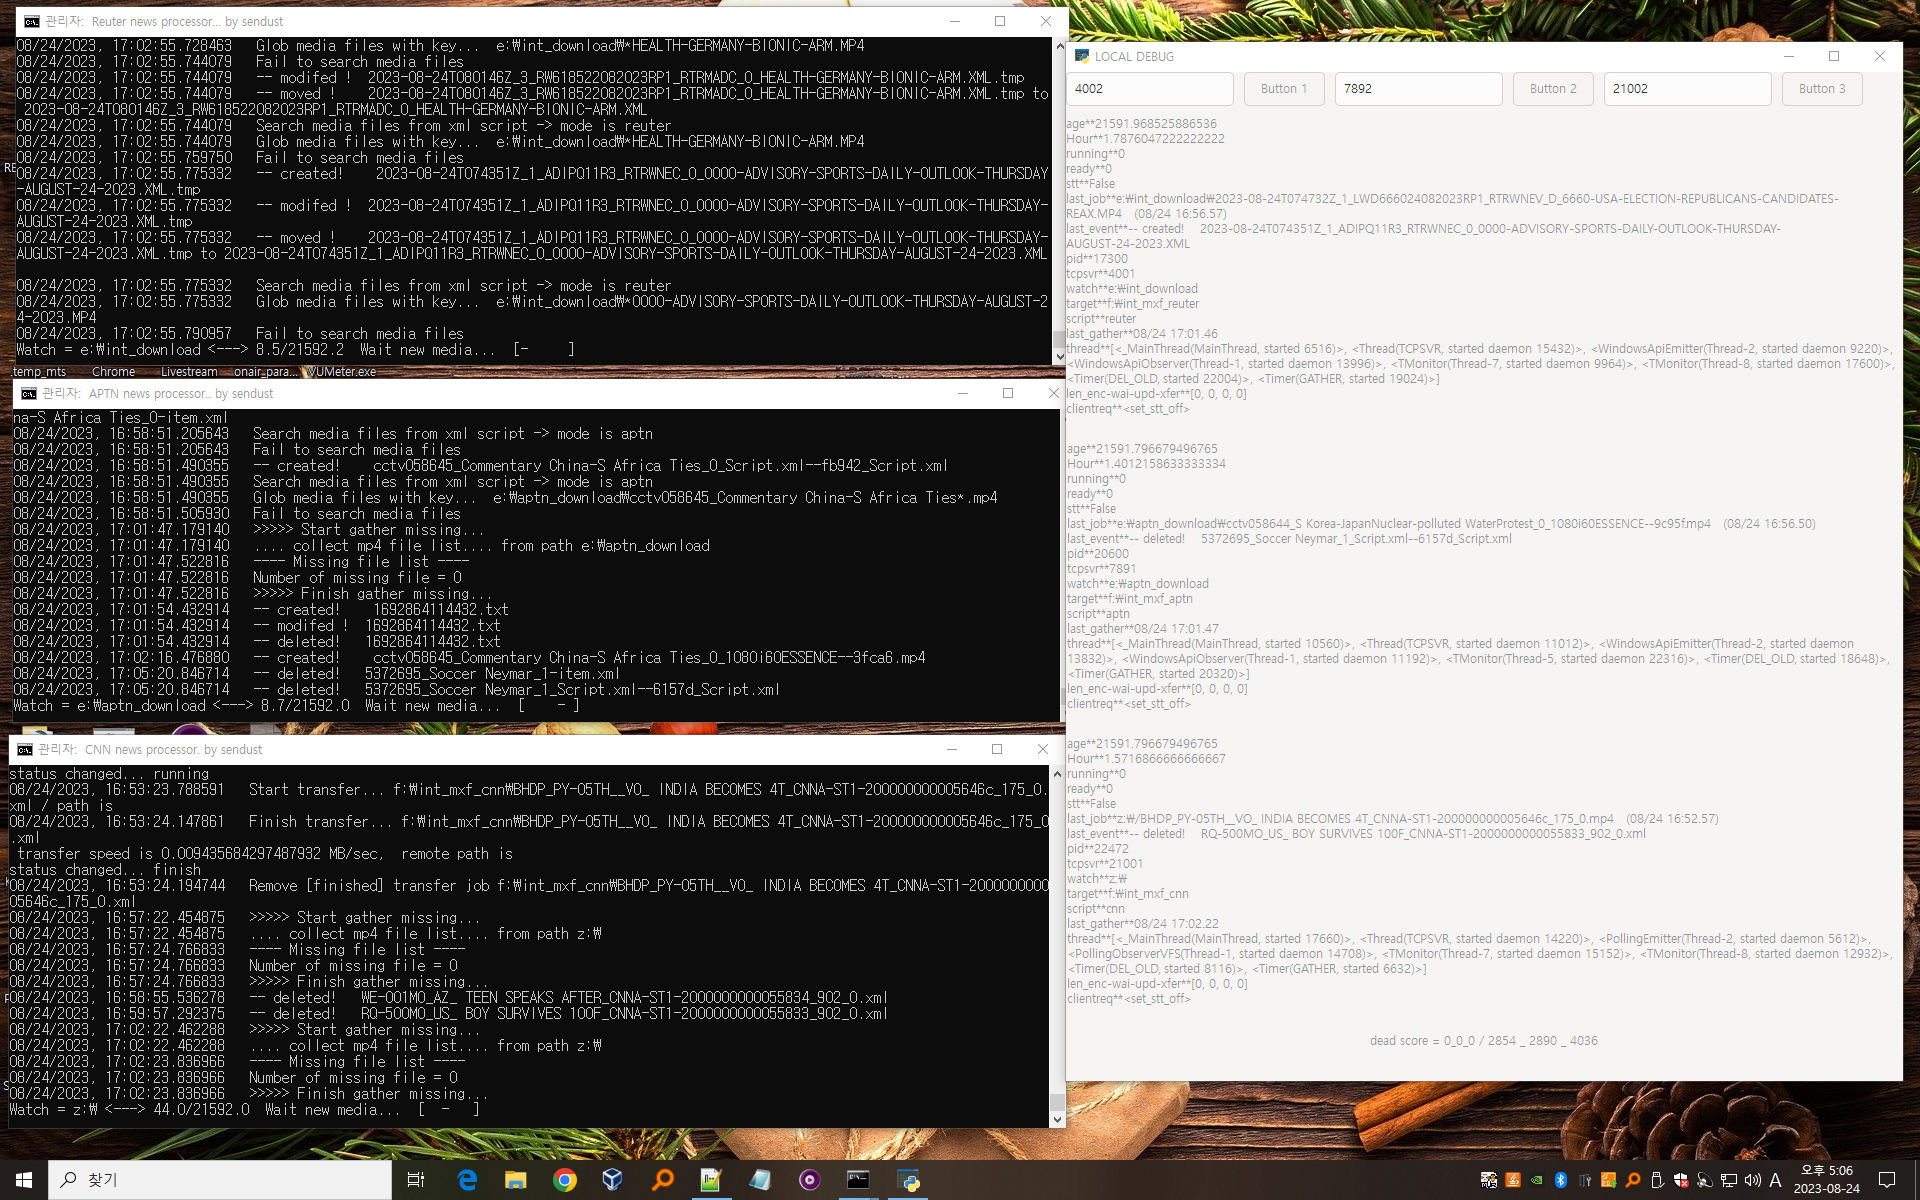 관리자:  Reuter news processor... by sendust
08/24/2023, 17:02:55.728463   Glob media files with key...  e:₩int_download₩*HEALTH-GERMANY-BIONIC-ARM.MP4
08/24/2023, 17:02:55.744079   Fail to search media files
08/24/2023, 17:02:55.744079   -- modifed !  2023-08-24T080146Z_3_RW618522082023RP1_RTRMADC_0_HEALTH-GERMANY-BIONIC-ARM.XML.tmp
08/24/2023, 17:02:55.744079   -- moved !    2023-08-24T080146Z_3_RW618522082023RP1_RTRMADC_0_HEALTH-GERMANY-BIONIC-ARM.XML.tmp to
2023-08-24T080146Z_3_RW618522082023RP1_RTRMADC_0_HEALTH-GERMANY-BIONIC-ARM.XML
08/24/2023, 17:02:55.744079   Search media files from xml script -> mode is reuter
08/24/2023, 17:02:55.744079   Glob media files with key...  e:₩int_download₩*HEALTH-GERMANY-BIONIC-ARM.MP4
08/24/2023, 17:02:55.759750   Fail to search media files
08/24/2023, 17:02:55.775332   -- created!    2023-08-24T074351Z_1_ADIPQ11R3_RTRWNEC_0_0000-ADVISORY-SPORTS-DAILY-OUTLOOK-THURSDAY
-AUGUST-24-2023.XML.tmp
08/24/2023, 17:02:55.775332   -- modifed !  2023-08-24T074351Z_1_ADIPQ11R3_RTRWNEC_0_0000-ADVISORY-SPORTS-DAILY-OUTLOOK-THURSDAY-
AUGUST-24-2023.XML.tmp
08/24/2023, 17:02:55.775332   -- moved !    2023-08-24T074351Z_1_ADIPQ11R3_RTRWNEC_0_0000-ADVISORY-SPORTS-DAILY-OUTLOOK-THURSDAY-
AUGUST-24-2023.XML.tmp to 2023-08-24T074351Z_1_ADIPQ11R3_RTRWNEC_0_0000-ADVISORY-SPORTS-DAILY-OUTLOOK-THURSDAY-AUGUST-24-2023.XML
08/24/2023, 17:02:55.775332   Search media files from xml script -> mode is reuter
08/24/2023, 17:02:55.775332   Glob media files with key...  e:₩int_download₩*0000-ADVISORY-SPORTS-DAILY-OUTLOOK-THURSDAY-AUGUST-2
4-2023.MP4
08/24/2023, 17:02:55.790957   Fail to search media files
Watch = e:₩int_download <---> 8.5/21592.2  Wait new media...  [-     ]
temp_mts Chrome Livestream onair_para... VUMeter.exe
관리자:  APTN news processor.. by sendust
na-S Africa Ties_0-item.xml
08/24/2023, 16:58:51.205643   Search media files from xml script -> mode is aptn
08/24/2023, 16:58:51.205643   Fail to search media files
08/24/2023, 16:58:51.490355   -- created!    cctv058645_Commentary China-S Africa Ties_0_Script.xml--fb942_Script.xml
08/24/2023, 16:58:51.490355   Search media files from xml script -> mode is aptn
08/24/2023, 16:58:51.490355   Glob media files with key...  e:₩aptn_download₩cctv058645_Commentary China-S Africa Ties*.mp4
08/24/2023, 16:58:51.505930   Fail to search media files
08/24/2023, 17:01:47.179140   >>>>> Start gather missing...
08/24/2023, 17:01:47.179140   .... collect mp4 file list.... from path e:₩aptn_download
08/24/2023, 17:01:47.522816   ---- Missing file list ----
08/24/2023, 17:01:47.522816   Number of missing file = 0
08/24/2023, 17:01:47.522816   >>>>> Finish gather missing...
08/24/2023, 17:01:54.432914   -- created!    1692864114432.txt
08/24/2023, 17:01:54.432914   -- modifed !  1692864114432.txt
08/24/2023, 17:01:54.432914   -- deleted!   1692864114432.txt
08/24/2023, 17:02:16.476880   -- created!    cctv058645_Commentary China-S Africa Ties_0_1080i60ESSENCE--3fca6.mp4
08/24/2023, 17:05:20.846714   -- deleted!   5372695_Soccer Neymar_1-item.xml
08/24/2023, 17:05:20.846714   -- deleted!   5372695_Soccer Neymar_1_Script.xml--6157d_Script.xml
Watch = e:₩aptn_download <---> 8.7/21592.0  Wait new media...  [    - ]
관리자:  CNN news processor. by sendust
status changed... running
08/24/2023, 16:53:23.788591   Start transfer... f:₩int_mxf_cnn₩BHDP_PY-05TH__VO_ INDIA BECOMES 4T_CNNA-ST1-200000000005646c_175_0.
xml / path is
08/24/2023, 16:53:24.147861   Finish transfer... f:₩int_mxf_cnn₩BHDP_PY-05TH__VO_ INDIA BECOMES 4T_CNNA-ST1-200000000005646c_175_0
.xml
transfer speed is 0.009435684297487932 MB/sec,  remote path is
status changed... finish
08/24/2023, 16:53:24.194744   Remove [finished] transfer job f:₩int_mxf_cnn₩BHDP_PY-05TH__VO_ INDIA BECOMES 4T_CNNA-ST1-2000000000
05646c_175_0.xml
08/24/2023, 16:57:22.454875   >>>>> Start gather missing...
08/24/2023, 16:57:22.454875   .... collect mp4 file list.... from path z:₩
08/24/2023, 16:57:24.766833   ---- Missing file list ----
08/24/2023, 16:57:24.766833   Number of missing file = 0
08/24/2023, 16:57:24.766833   >>>>> Finish gather missing...
08/24/2023, 16:58:55.536278   -- deleted!   WE-001MO_AZ_ TEEN SPEAKS AFTER_CNNA-ST1-2000000000055834_902_0.xml
08/24/2023, 16:59:57.292375   -- deleted!   RQ-500MO_US_ BOY SURVIVES 100F_CNNA-ST1-2000000000055833_902_0.xml
08/24/2023, 17:02:22.462288   >>>>> Start gather missing...
08/24/2023, 17:02:22.462288   .... collect mp4 file list.... from path z:₩
08/24/2023, 17:02:23.836966   ---- Missing file list ----
08/24/2023, 17:02:23.836966   Number of missing file = 0
08/24/2023, 17:02:23.836966   >>>>> Finish gather missing...
Watch = z:₩ <---> 44.0/21592.0  Wait new media...  [  -   ]
LOCAL DEBUG
4002 Button 1 7892 Button 2 21002 Button 3
age**21591.968525886536
Hour**1.7876047222222222
running**0
ready**0
stt**False
last_job**e:₩int_download₩2023-08-24T074732Z_1_LWD666024082023RP1_RTRWNEV_D_6660-USA-ELECTION-REPUBLICANS-CANDIDATES-
REAX.MP4   (08/24 16:56.57)
last_event**-- created!    2023-08-24T074351Z_1_ADIPQ11R3_RTRWNEC_0_0000-ADVISORY-SPORTS-DAILY-OUTLOOK-THURSDAY-
AUGUST-24-2023.XML
pid**17300
tcpsvr**4001
watch**e:₩int_download
target**f:₩int_mxf_reuter
script**reuter
last_gather**08/24 17:01.46
thread**[<_MainThread(MainThread, started 6516)>, <Thread(TCPSVR, started daemon 15432)>, <WindowsApiEmitter(Thread-2, started daemon 9220)>,
<WindowsApiObserver(Thread-1, started daemon 13996)>, <TMonitor(Thread-7, started daemon 9964)>, <TMonitor(Thread-8, started daemon 17600)>,
<Timer(DEL_OLD, started 22004)>, <Timer(GATHER, started 19024)>]
len_enc-wai-upd-xfer**[0, 0, 0, 0]
clientreq**<set_stt_off>
age**21591.796679496765
Hour**1.4012158633333334
running**0
ready**0
stt**False
last_job**e:₩aptn_download₩cctv058644_S Korea-JapanNuclear-polluted WaterProtest_0_1080i60ESSENCE--9c95f.mp4   (08/24 16:56.50)
last_event**-- deleted!    5372695_Soccer Neymar_1_Script.xml--6157d_Script.xml
pid**20600
tcpsvr**7891
watch**e:₩aptn_download
target**f:₩int_mxf_aptn
script**aptn
last_gather**08/24 17:01.47
thread**[<_MainThread(MainThread, started 10560)>, <Thread(TCPSVR, started daemon 11012)>, <WindowsApiEmitter(Thread-2, started daemon
13832)>, <WindowsApiObserver(Thread-1, started daemon 11192)>, <TMonitor(Thread-5, started daemon 22316)>, <Timer(DEL_OLD, started 18648)>,
<Timer(GATHER, started 20320)>]
len_enc-wai-upd-xfer**[0, 0, 0, 0]
clientreq**<set_stt_off>
age**21591.796679496765
Hour**1.5716866666666667
running**0
ready**0
stt**False
last_job**z:₩/BHDP_PY-05TH__VO_ INDIA BECOMES 4T_CNNA-ST1-200000000005646c_175_0.mp4   (08/24 16:52.57)
last_event**-- deleted!    RQ-500MO_US_ BOY SURVIVES 100F_CNNA-ST1-2000000000055833_902_0.xml
pid**22472
tcpsvr**21001
watch**z:₩
target**f:₩int_mxf_cnn
script**cnn
last_gather**08/24 17:02.22
thread**[<_MainThread(MainThread, started 17660)>, <Thread(TCPSVR, started daemon 14220)>, <PollingEmitter(Thread-2, started daemon 5612)>,
<PollingObserverVFS(Thread-1, started daemon 14708)>, <TMonitor(Thread-7, started daemon 15152)>, <TMonitor(Thread-8, started daemon 12932)>,
<Timer(DEL_OLD, started 8116)>, <Timer(GATHER, started 6632)>]
len_enc-wai-upd-xfer**[0, 0, 0, 0]
clientreq**<set_stt_off>
dead score = 0_0_0 / 2854 _ 2890 _ 4036
찾기
A
오후 5:06
2023-08-24